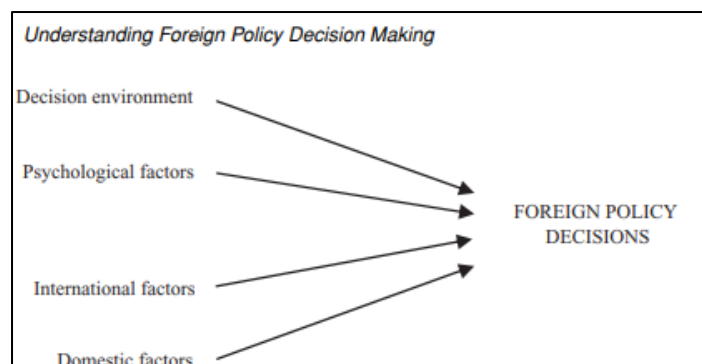 Understanding Foreign Policy Decision Making
Decision environment
Psychological factors
FOREIGN POLICY
DECISIONS
International factors
Domestic factors